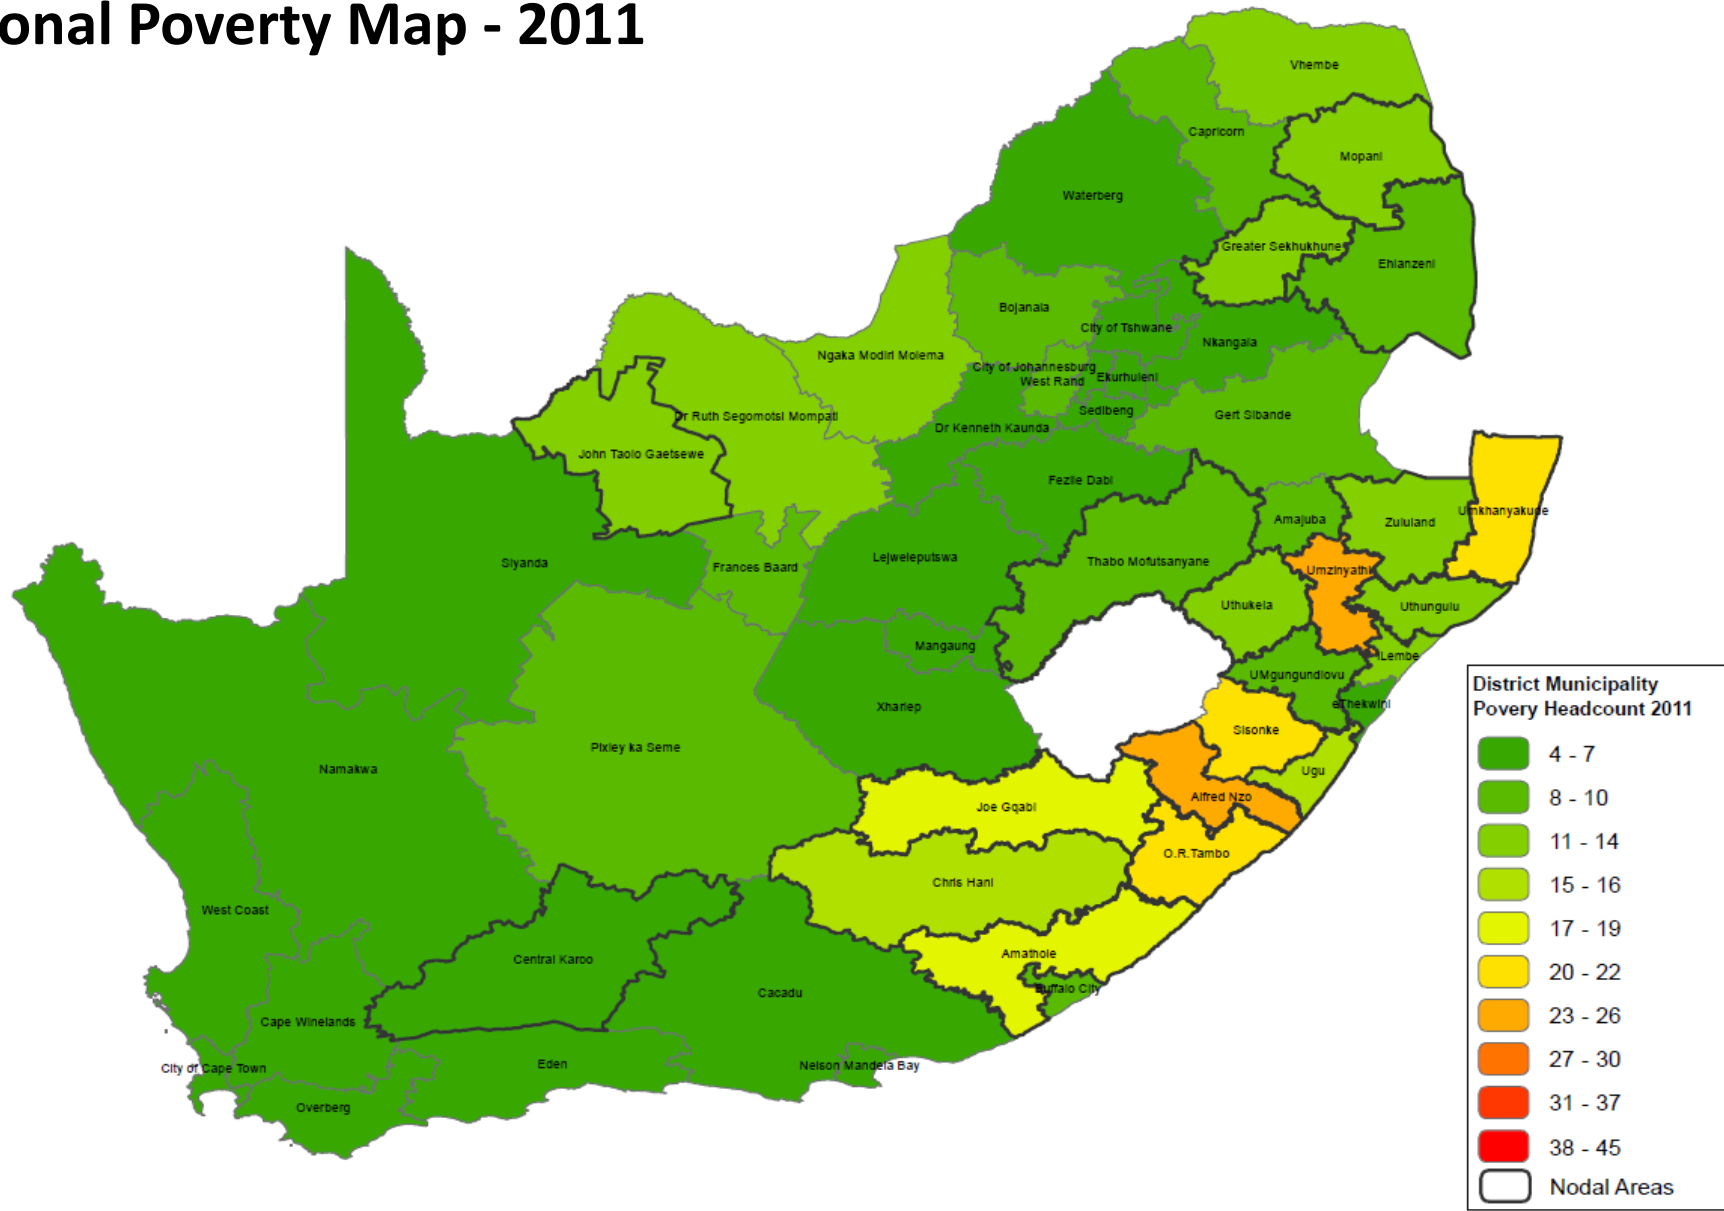 onal Poverty Map - 2011
Vhembe
Capricorn
Mopani
Waterberg
Greater Sekhukhune
Ehlanzeni
Bojanala
City of Tshwane
Nkangala
Ngaka Modiri Molema
City of Johannesburg
West Rand
Ekurhuleni
Sedibeng
Gert Sibande
Dr Ruth Segomotsi Mompati
Dr Kenneth Kaunda
John Taolo Gaetsewe
Fezile Dabi
Umkhanyakude
Amajuba
Zululand
Siyanda
Frances Baard
Lejweleputswa
Thabo Mofutsanyane
Umzinyathi
Uthukela
Uthungulu
Mangaung
iLembe
UMgungundlovu
eThekwini
Xhariep
Sisonke
Pixley ka Seme
Namakwa
Ugu
Alfred Nzo
Joe Gqabi
O.R.Tambo
Chris Hani
West Coast
Central Karoo
Amathole
Buffalo City
Cacadu
Cape Winelands
City of Cape Town
Eden
Nelson Mandela Bay
Overberg
District Municipality
Povery Headcount 2011
4 - 7
8 - 10
11 - 14
15 - 16
17 - 19
20 - 22
23 - 26
27 - 30
31 - 37
38 - 45
Nodal Areas